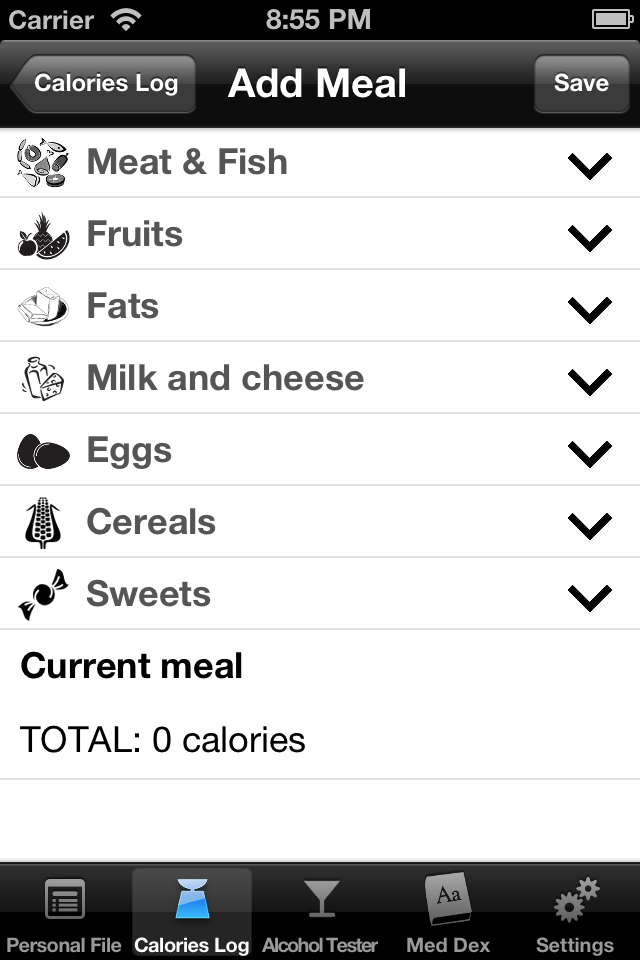 Carrier 8:55 PM
Calories Log Add Meal Save
Meat & Fish
Fruits
Fats
Milk and cheese
Eggs
Cereals
Sweets
Current meal
TOTAL: 0 calories
Aa
Personal File Calories Log Alcohol Tester Med Dex Settings